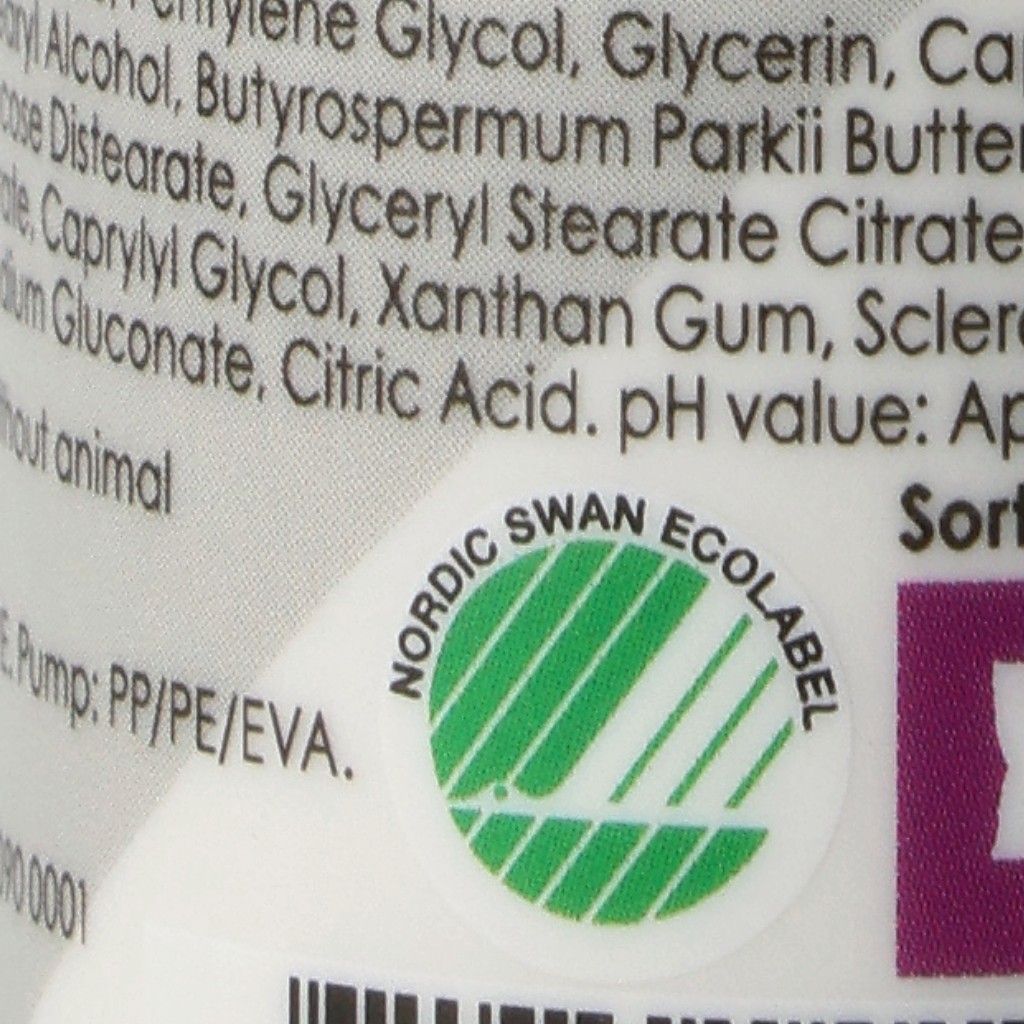 Glycol, Glycerin,
Alcohol, Butyrospermum Parkii Butter
Distearate, Glyceryl Stearate Citrate
Caprylyl Glycol, Xanthan Gum,
Gluconate, Citric Acid. pH value:
animal
Sort
NORDIC SWAN ECOLABEL
Pump: PP/PE/EVA.
0001